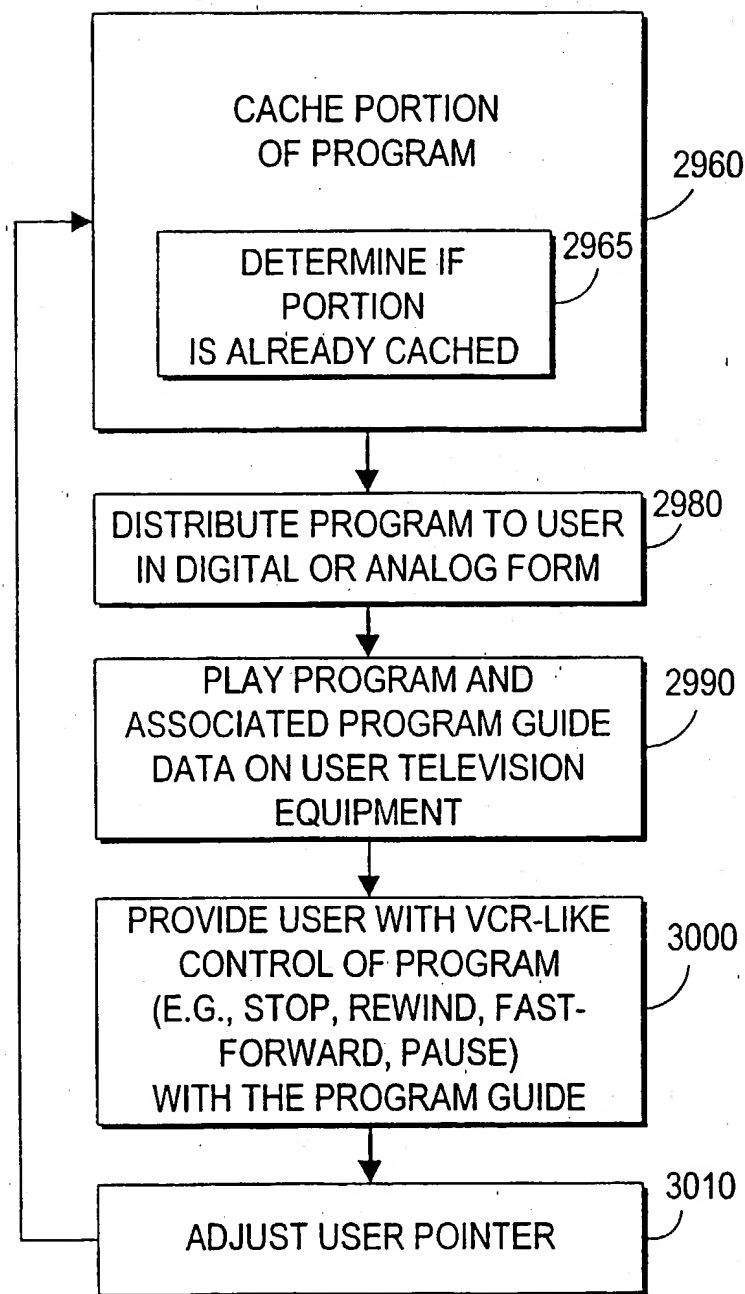 CACHE PORTION
OF PROGRAM
2960
DETERMINE IF
PORTION
IS ALREADY CACHED
2965
DISTRIBUTE PROGRAM TO USER
IN DIGITAL OR ANALOG FORM
2980
PLAY PROGRAM AND
ASSOCIATED PROGRAM GUIDE
DATA ON USER TELEVISION
EQUIPMENT
2990
PROVIDE USER WITH VCR-LIKE
CONTROL OF PROGRAM
(E.G., STOP, REWIND, FAST-
FORWARD, PAUSE)
WITH THE PROGRAM GUIDE
3000
ADJUST USER POINTER
3010